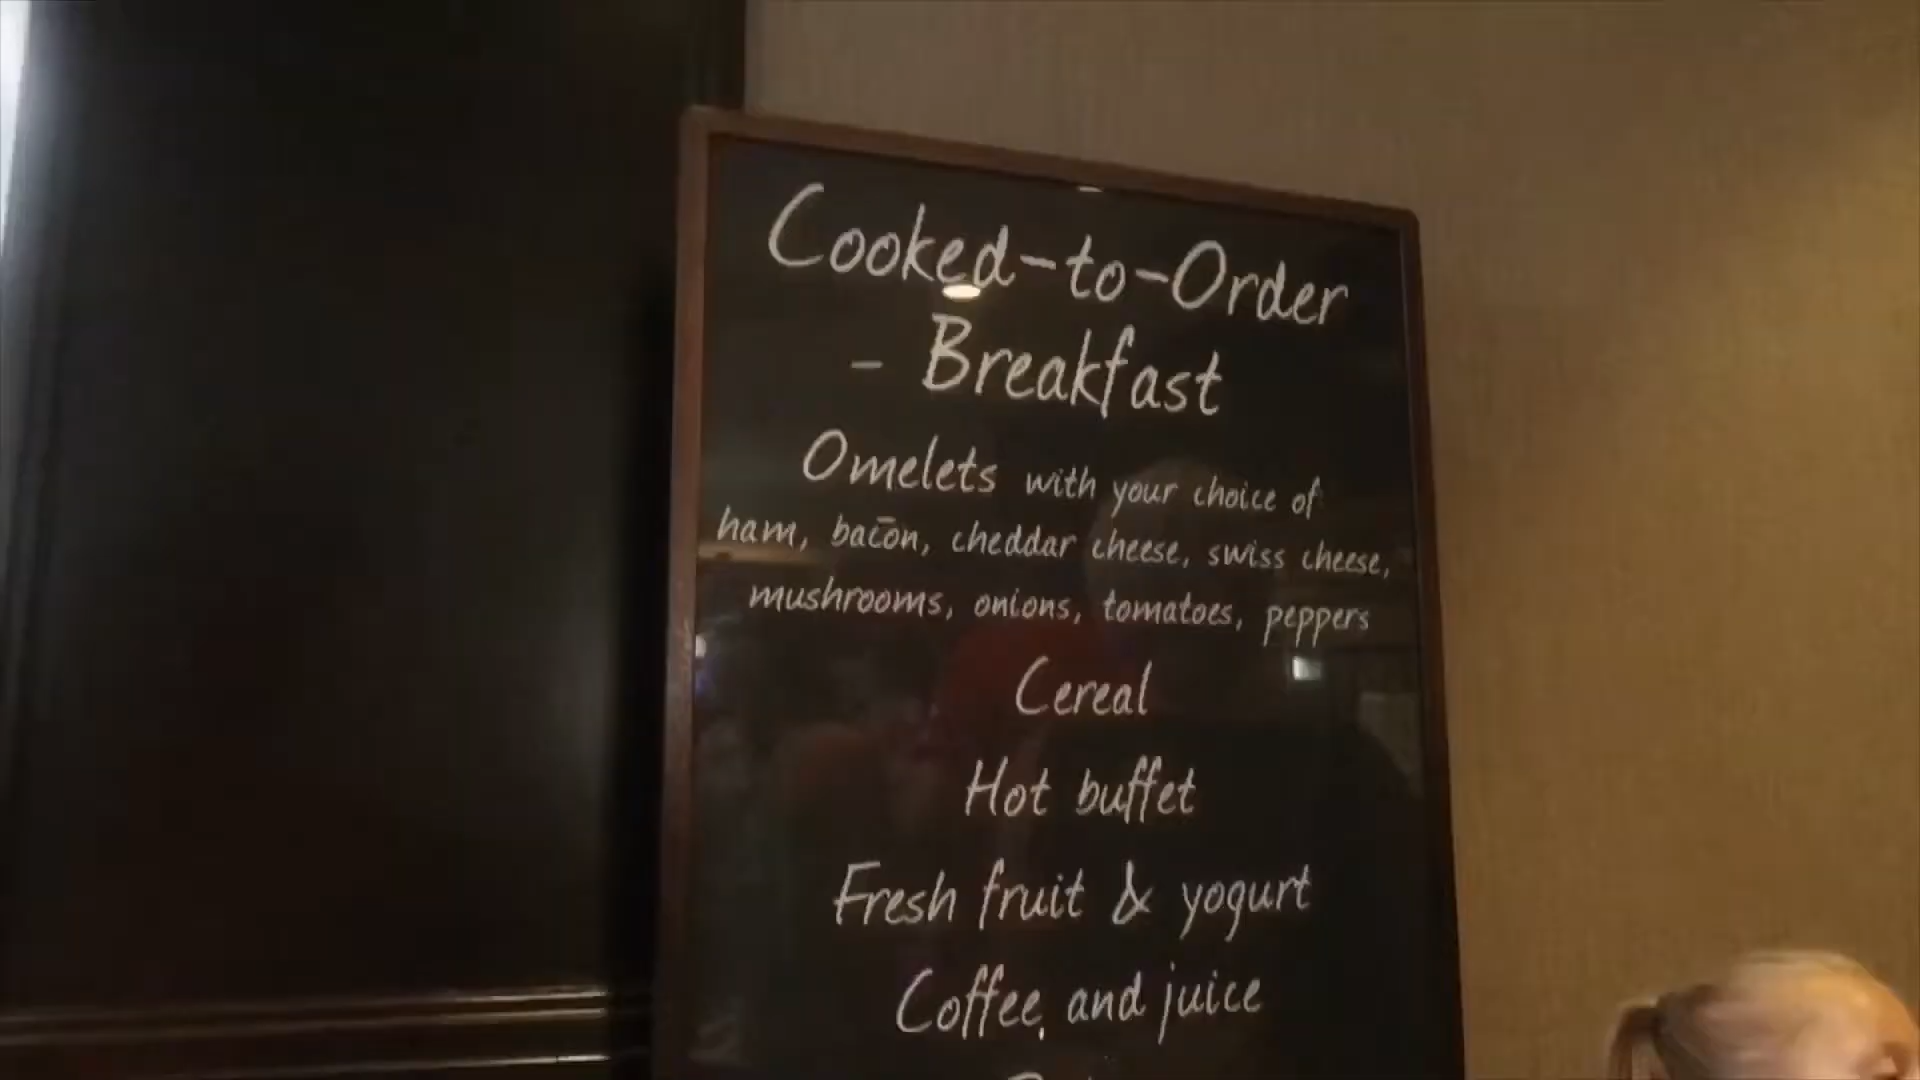 Cooked-to-Order
- Breakfast
Omelets with your choice of
ham, bacon, cheddar cheese, swiss cheese,
mushrooms, onions, tomatoes, peppers
Cereal
Hot buffet
Fresh fruit & yogurt
Coffee and juice